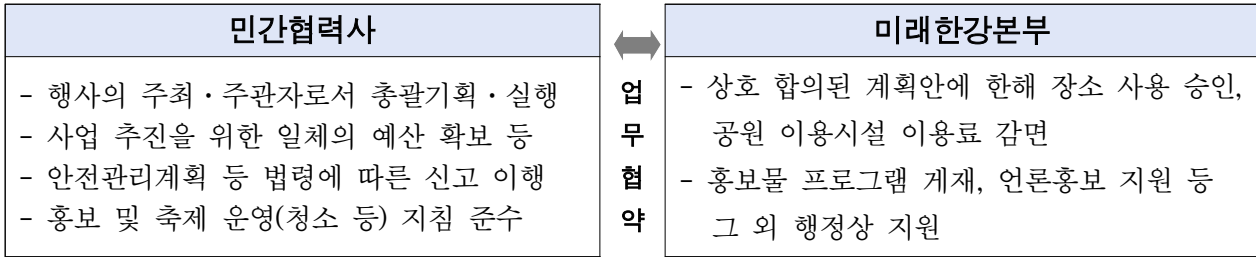 민간협력사
- 행사의 주최・주관자로서 총괄기획・실행
- 사업 추진을 위한 일체의 예산 확보 등
- 안전관리계획 등 법령에 따른 신고 이행
- 홍보 및 축제 운영(청소 등) 지침 준수
업
무
협
약
미래한강본부
- 상호 합의된 계획안에 한해 장소 사용 승인,
공원 이용시설 이용료 감면
- 홍보물 프로그램 게재, 언론홍보 지원 등
그 외 행정상 지원